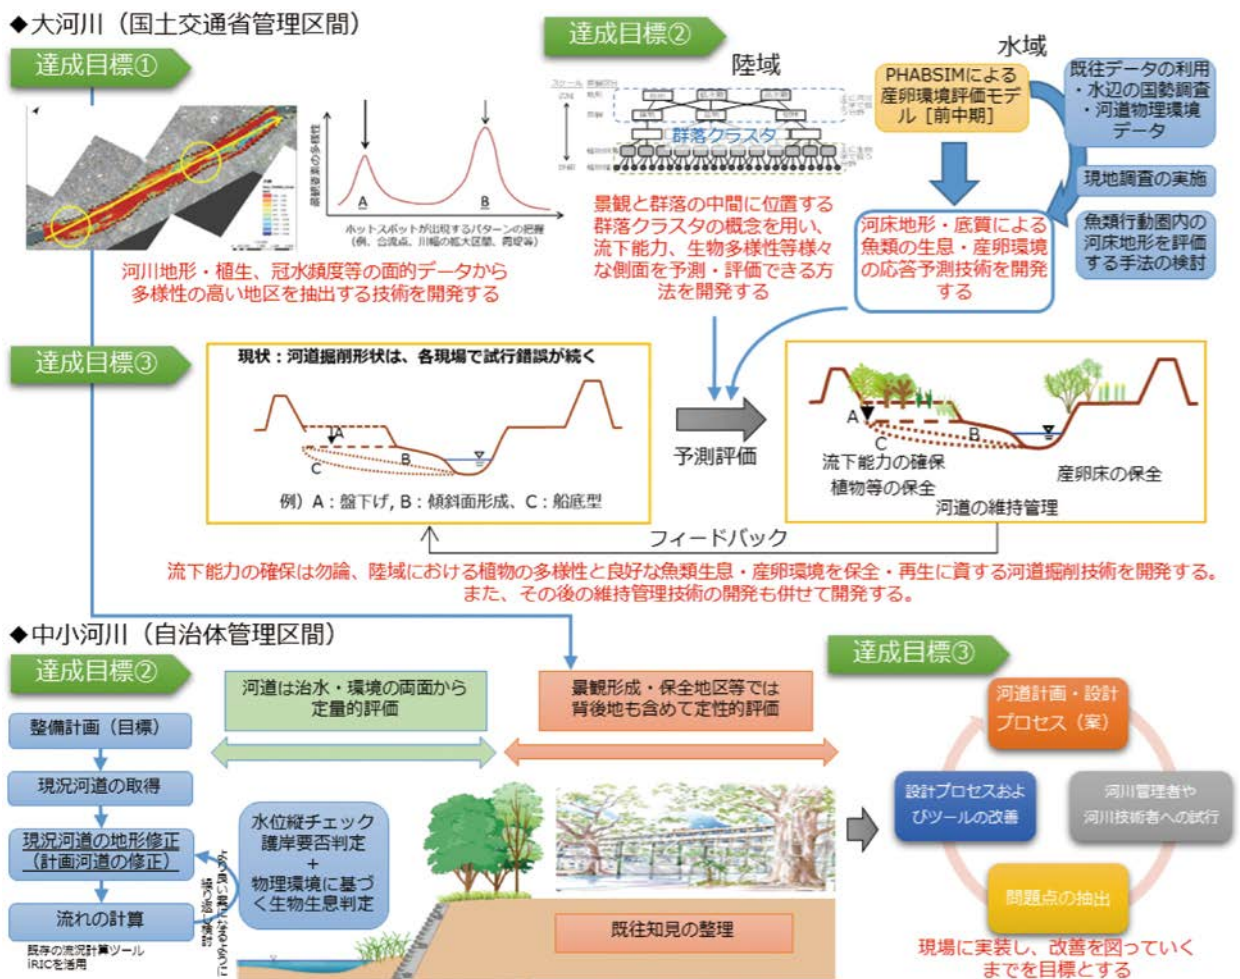 ◆大河川（国土交通省管理区間）
達成目標①
景観要素の多様性
A
B
ホットスポットが出現するパターンの把握
（例、合流点、川幅の拡大区間、霞堤等）
河川地形・植生、冠水頻度等の面的データから
多様性の高い地区を抽出する技術を開発する
達成目標②
陸域
スケール
群落クラスタ
景観と群落の中間に位置する
群落クラスタの概念を用い、
流下能力、生物多様性等様々
な側面を予測・評価できる方
法を開発する
水域
PHABSIMによる
産卵環境評価モデ
ル［前中期］
既往データの利用
・水辺の国勢調査
・河道物理環境
データ
現地調査の実施
魚類行動圏内の
河床地形を評価
する手法の検討
河床地形・底質による
魚類の生息・産卵環境
の応答予測技術を開発
する
達成目標③
現状：河道掘削形状は、各現場で試行錯誤が続く
A
B
C
例）A：盤下げ, B：傾斜面形成、C：船底型
予測評価
A
B
C
流下能力の確保
植物等の保全
産卵床の保全
河道の維持管理
フィードバック
流下能力の確保は勿論、陸域における植物の多様性と良好な魚類生息・産卵環境を保全・再生に資する河道掘削技術を開発する。
また、その後の維持管理技術の開発も併せて開発する。
◆中小河川（自治体管理区間）
達成目標②
整備計画（目標）
現況河道の取得
現況河道の地形修正
（計画河道の修正）
流れの計算
既存の流況計算ツール
iRICを活用
繰り返し検討
水位縦チェック
護岸要否判定
+
物理環境に基づ
く生物生息判定
河道は治水・環境の両面から
定量的評価
景観形成・保全地区等では
背後地も含めて定性的評価
既往知見の整理
達成目標③
河道計画・設計
プロセス（案）
河川管理者や
河川技術者への試行
問題点の抽出
設計プロセスおよ
びツールの改善
現場に実装し、改善を図っていく
までを目標とする